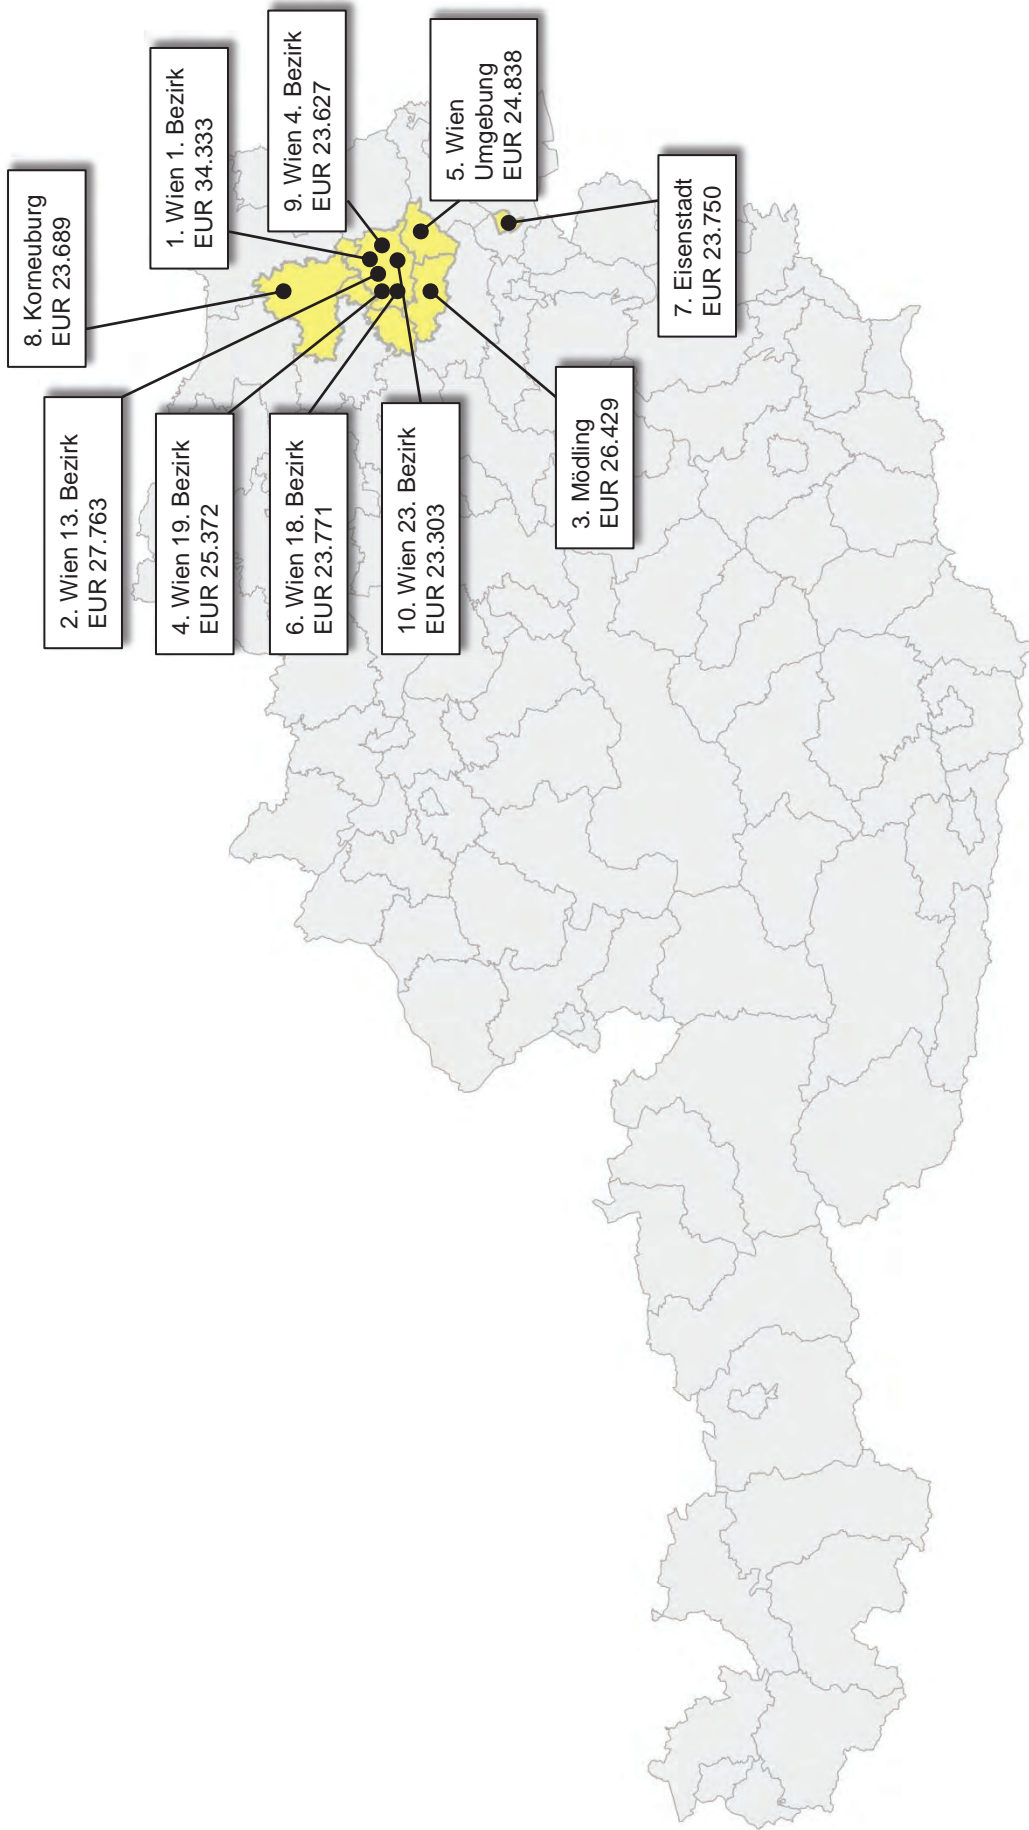 8. Korneuburg
EUR 23.689
1. Wien 1. Bezirk
EUR 34.333
9. Wien 4. Bezirk
EUR 23.627
5. Wien
Umgebung
EUR 24.838
7. Eisenstadt
EUR 23.750
2. Wien 13. Bezirk
EUR 27.763
4. Wien 19. Bezirk
EUR 25.372
6. Wien 18. Bezirk
EUR 23.771
10. Wien 23. Bezirk
EUR 23.303
3. Mödling
EUR 26.429